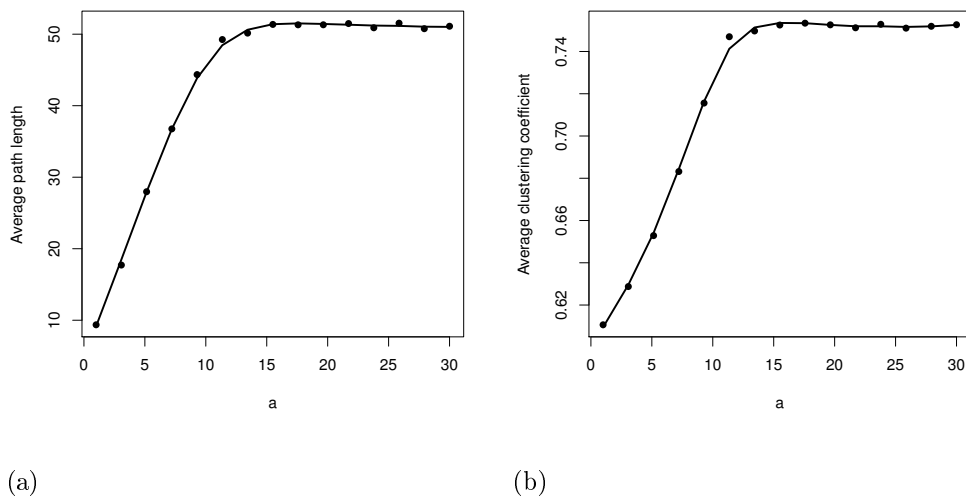 Average path length
10 20 30 40 50
0 5 10 15 20 25 30
a
(a)
Average clustering coefficient
0.62 0.66 0.70 0.74
0 5 10 15 20 25 30
a
(b)